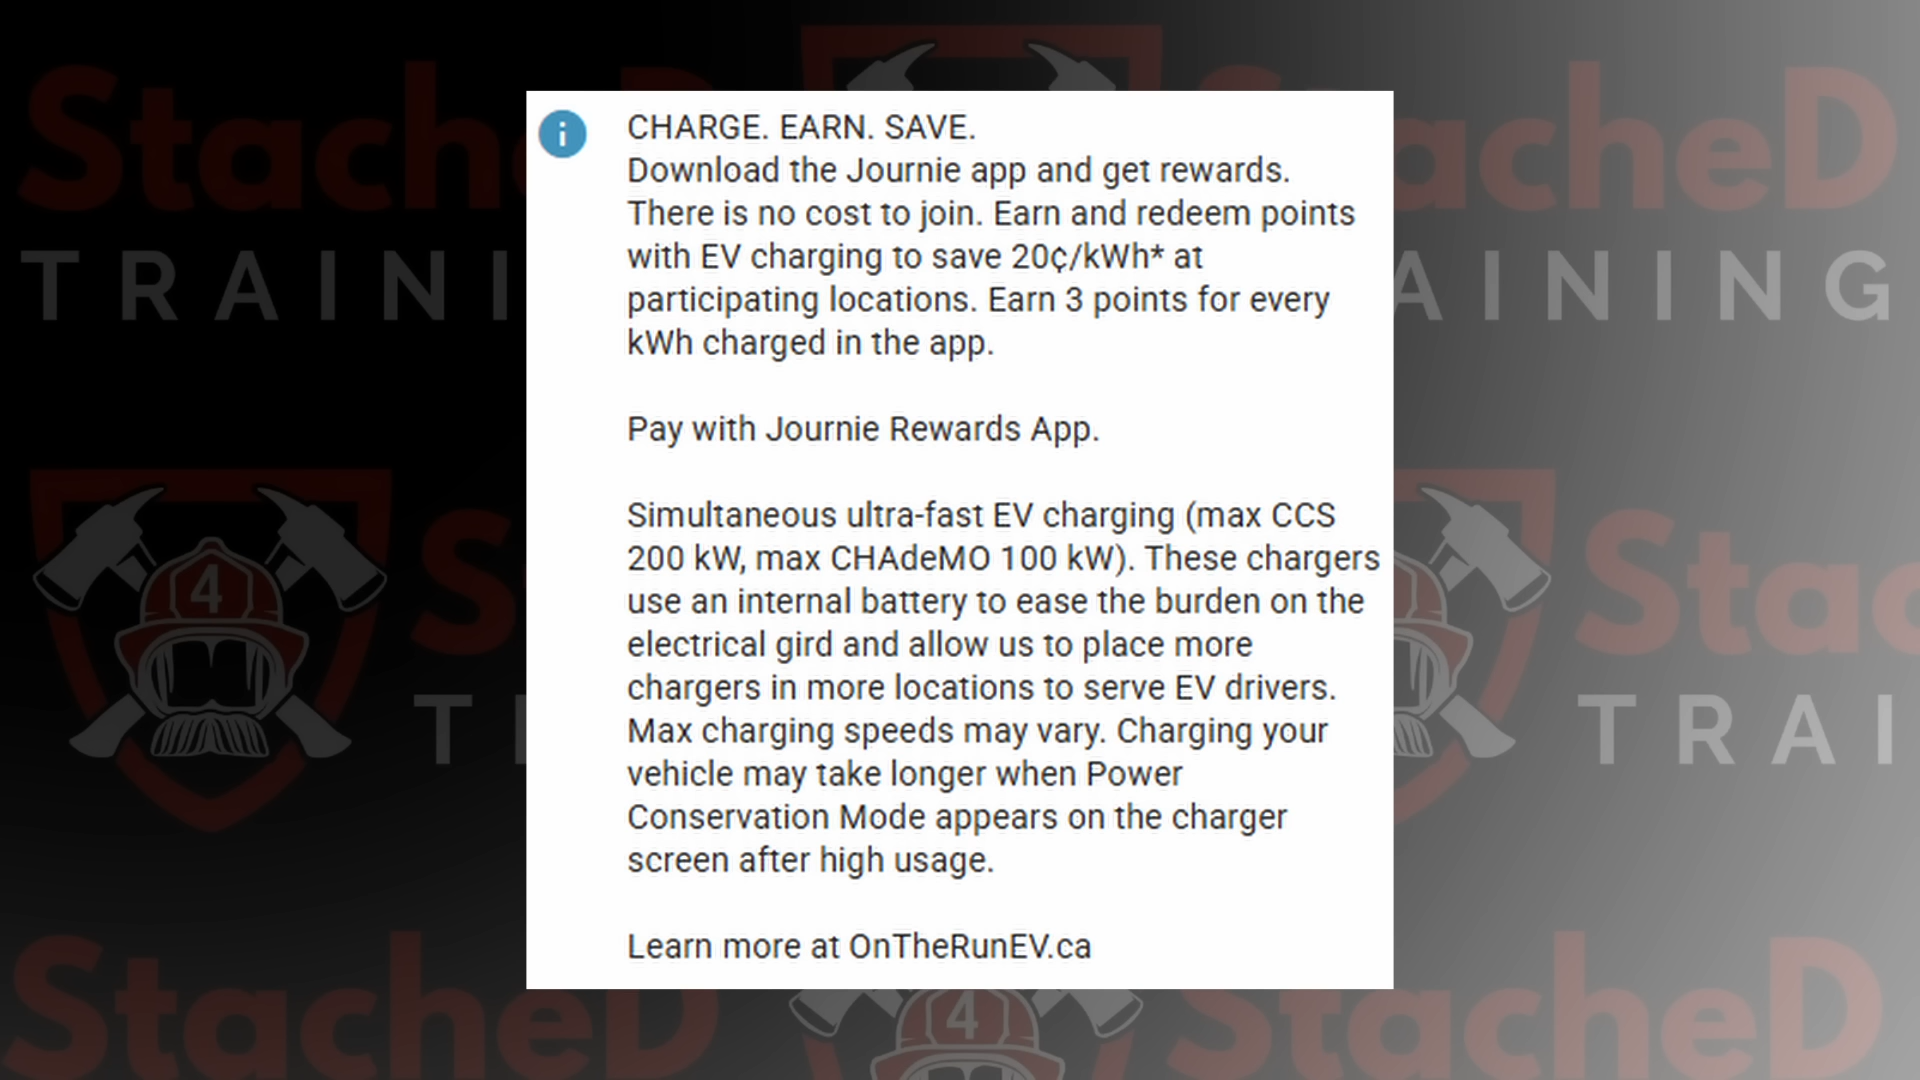 StacheD
TRAINING
i
CHARGE. EARN. SAVE.
Download the Journie app and get rewards.
There is no cost to join. Earn and redeem points
with EV charging to save 20¢/kWh* at
participating locations. Earn 3 points for every
kWh charged in the app.
Pay with Journie Rewards App.
Simultaneous ultra-fast EV charging (max CCS
200 kW, max CHAdeMO 100 kW). These chargers
use an internal battery to ease the burden on the
electrical gird and allow us to place more
chargers in more locations to serve EV drivers.
Max charging speeds may vary. Charging your
vehicle may take longer when Power
Conservation Mode appears on the charger
screen after high usage.
Learn more at OnTheRunEV.ca
4
StacheD
4
StacheD